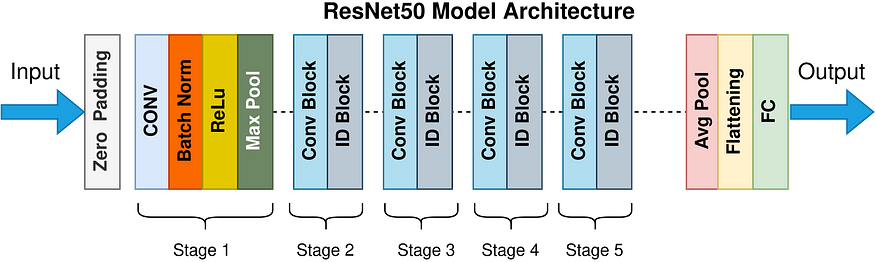 ResNet50 Model Architecture
Input
Zero Padding
CONV
Batch Norm
ReLu
Max Pool
Conv Block
ID Block
Conv Block
ID Block
Conv Block
ID Block
Conv Block
ID Block
Avg Pool
Flattening
FC
Output
Stage 1
Stage 2
Stage 3
Stage 4
Stage 5